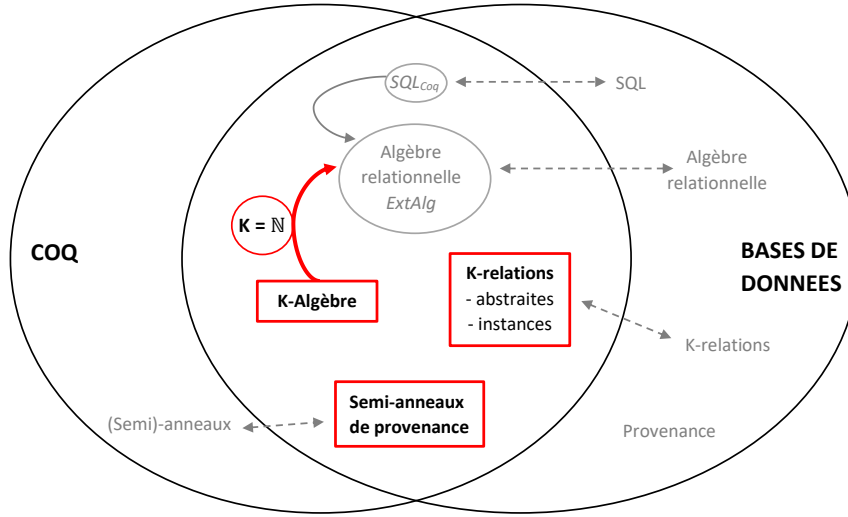 SQLCoq
SQL
Algèbre
relationnelle
ExtAlg
Algèbre
relationnelle
K = ℕ
COQ
BASES DE
DONNEES
K-Algèbre
K-relations
- abstraites
- instances
K-relations
(Semi)-anneaux
Semi-anneaux
de provenance
Provenance